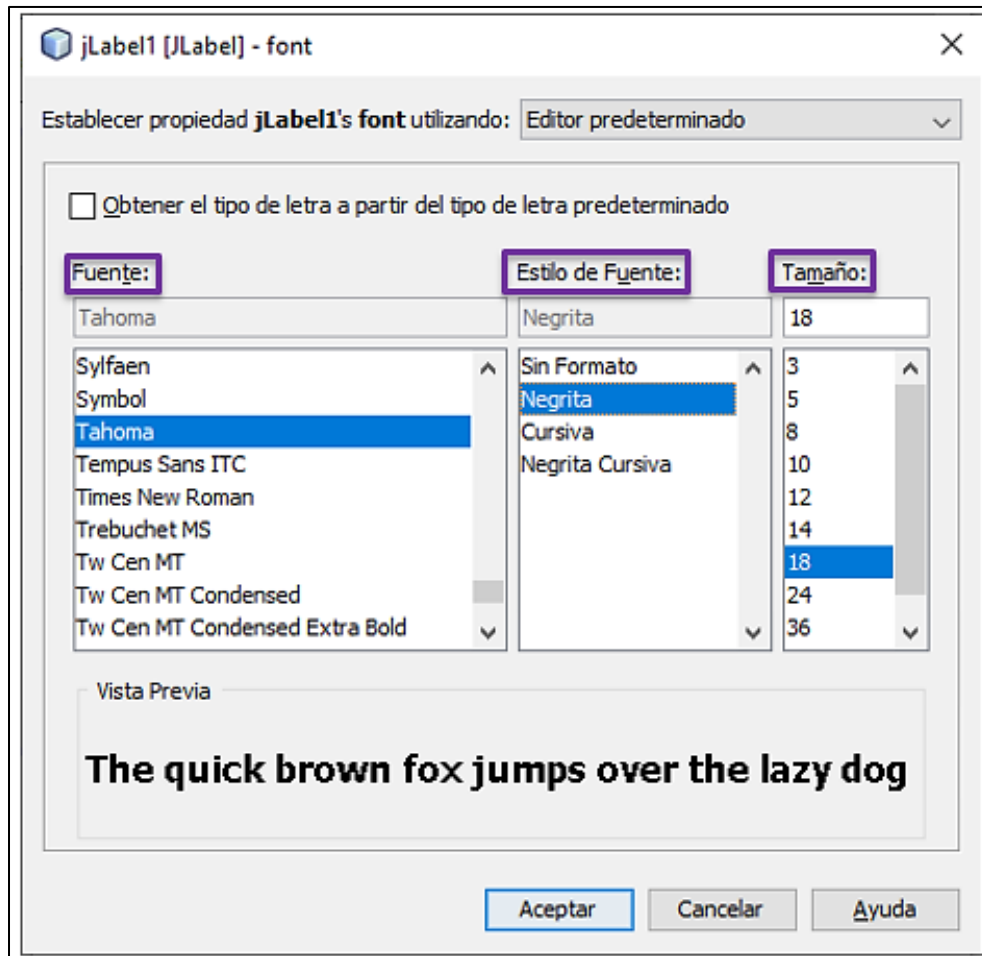 jLabel1 [JLabel] - font
Establecer propiedad jLabel1's font utilizando: Editor predeterminado
Obtener el tipo de letra a partir del tipo de letra predeterminado
Fuente: Estilo de Fuente: Tamaño:
Tahoma Negrita 18
Sylfaen Sin Formato 3
Symbol Negrita 5
Tahoma Cursiva 8
Tempus Sans ITC Negrita Cursiva 10
Times New Roman 12
Trebuchet MS 14
Tw Cen MT 18
Tw Cen MT Condensed 24
Tw Cen MT Condensed Extra Bold 36
Vista Previa
The quick brown fox jumps over the lazy dog
Aceptar Cancelar Ayuda